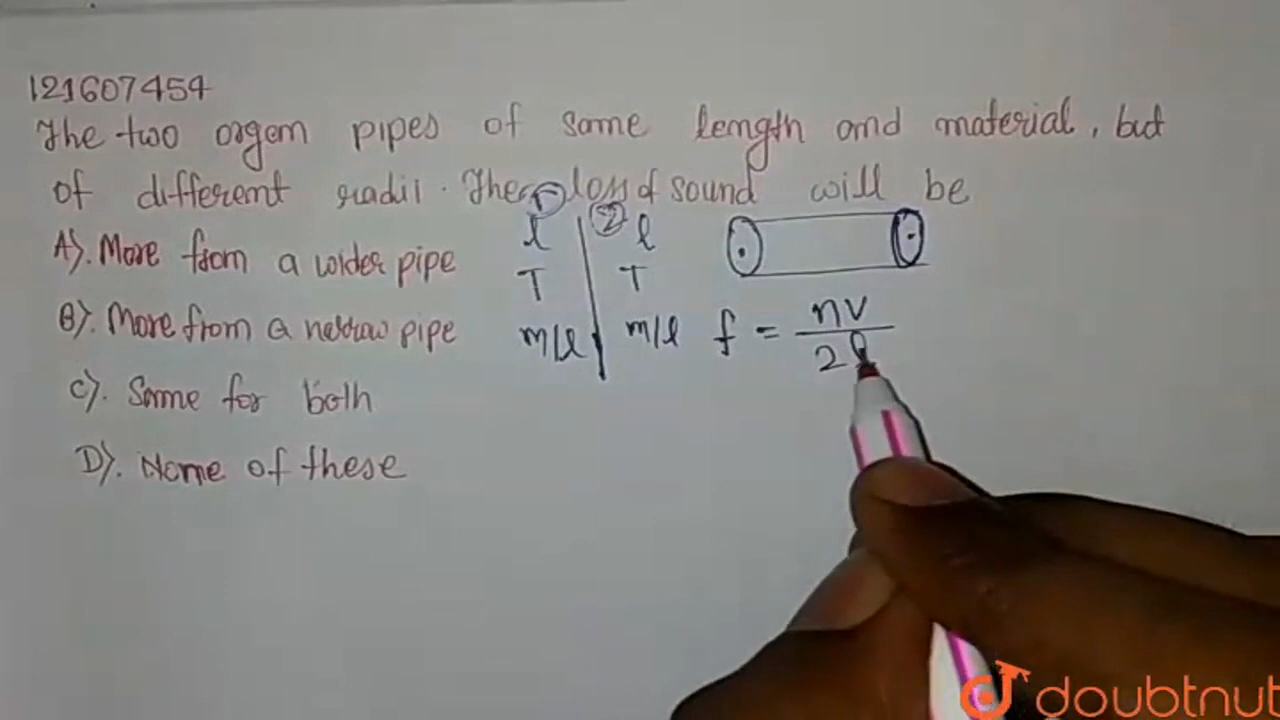 121607454
The two orgem pipes of same length and material, but
of different radii. The loss of sound will be
A). More from a wider pipe
B). More from a narrow pipe
C). Same for both
D). None of these
1 2
l l
T T
m/l m/l
f = nv/2l
doubtnut